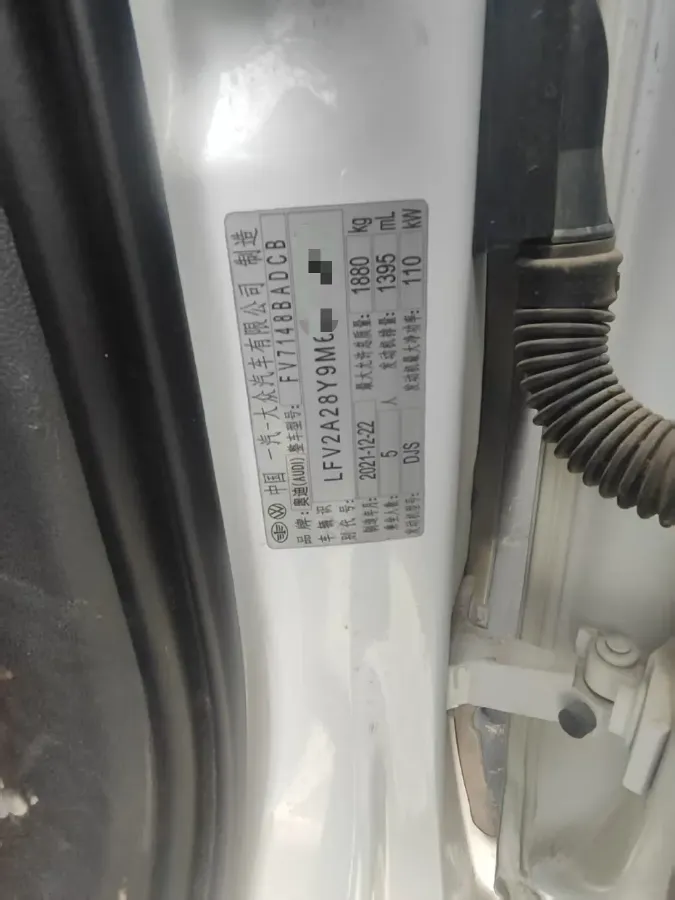 中国 一汽-大众汽车有限公司 制造
品牌: 奥迪(AUDI) 整车型号: FV7148BADCB
车辆识别代号: LFV2A28Y9M6
制造年月: 2021-12-22 最大允许总质量: 1880 kg
乘坐人数: 5 人 发动机排量: 1395 mL
发动机型号: DJS 发动机最大净功率: 110 kW